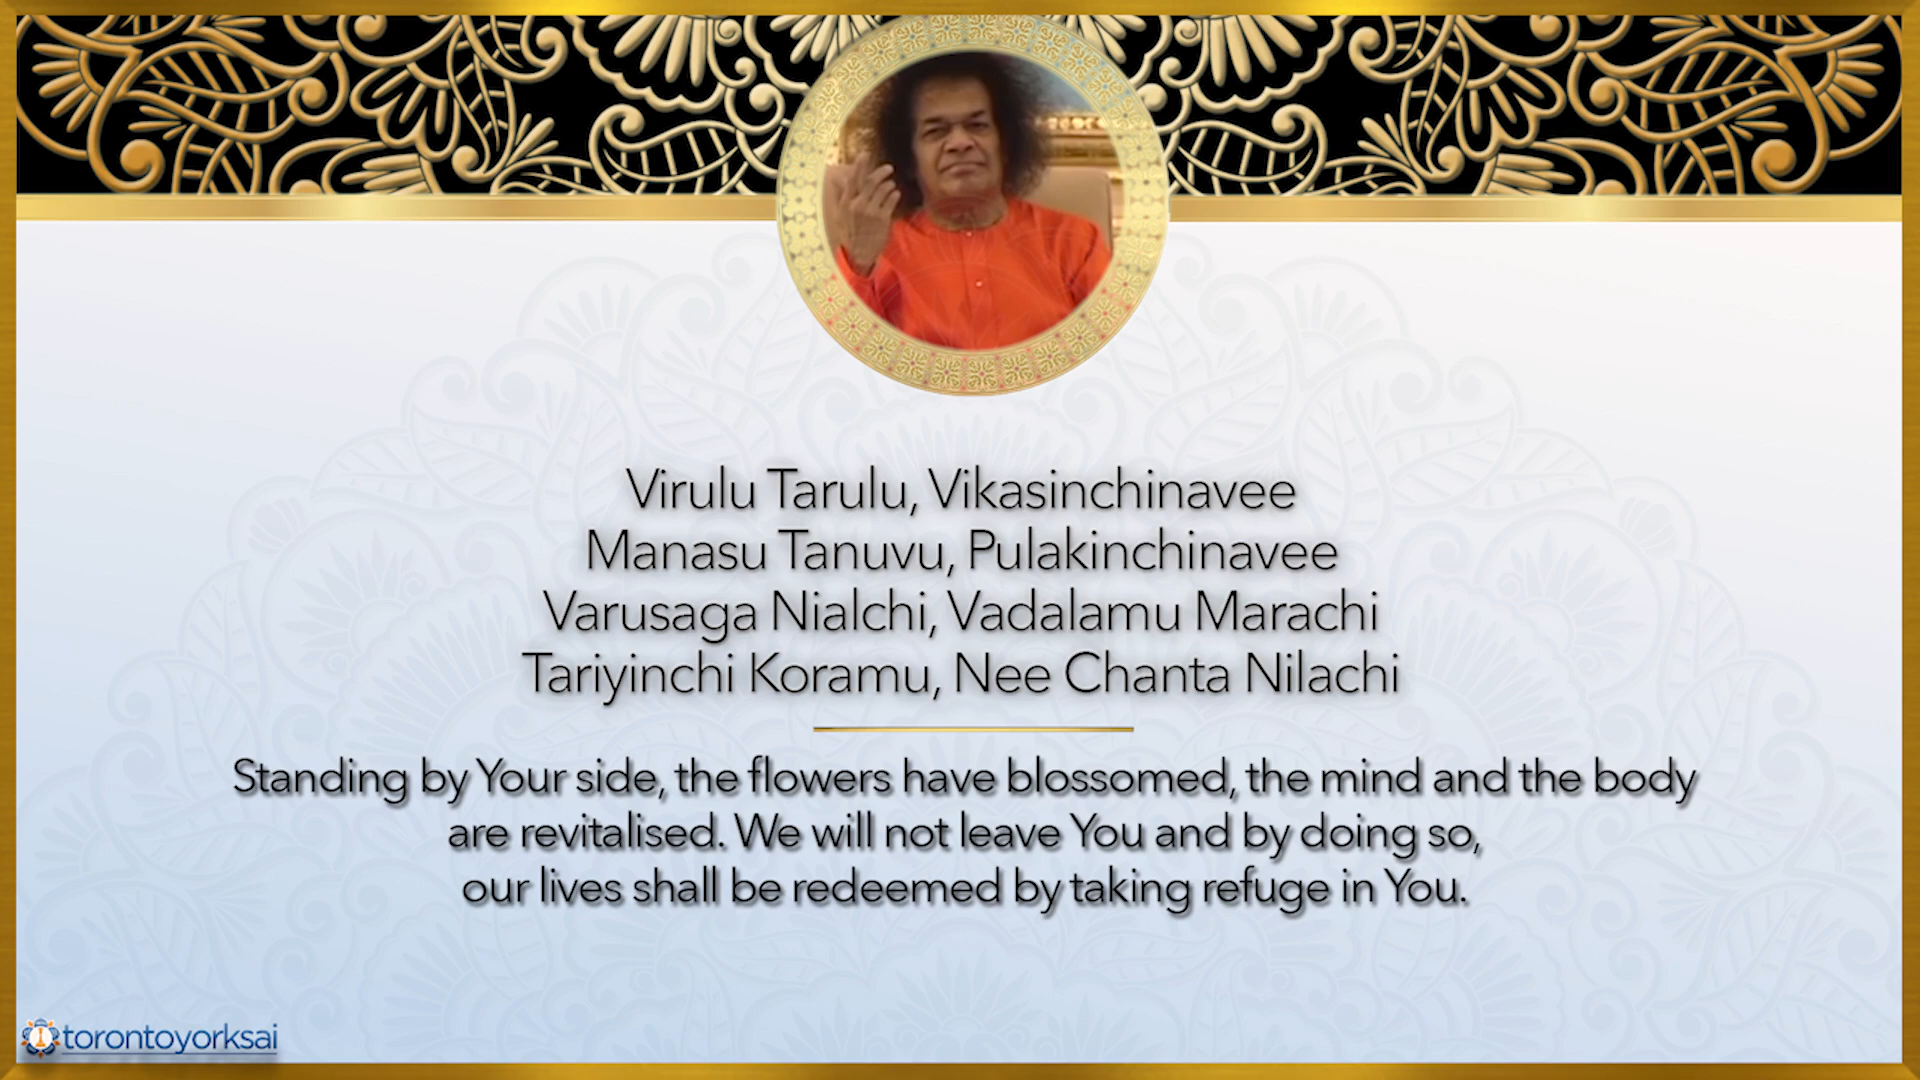 Virulu Tarulu, Vikasinchinavee
Manasu Tanuvu, Pulakinchinavee
Varusaga Nialchi, Vadalamu Marachi
Tariyinchi Koramu, Nee Chanta Nilachi
Standing by Your side, the flowers have blossomed, the mind and the body
are revitalised. We will not leave You and by doing so,
our lives shall be redeemed by taking refuge in You.
torontoyorksai